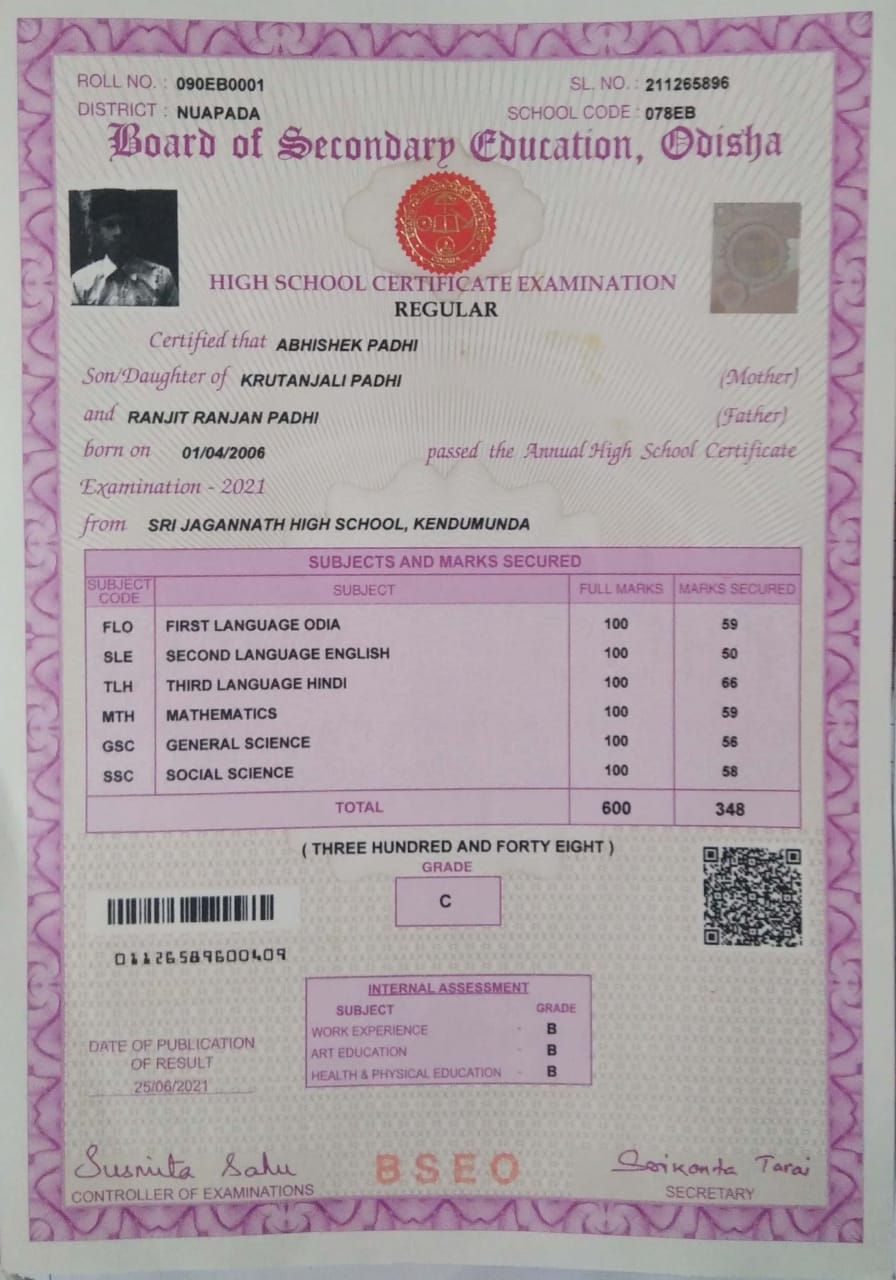 ROLL NO. : 090EB0001 SL. NO. : 211265896
DISTRICT : NUAPADA SCHOOL CODE : 078EB
Board of Secondary Education, Odisha
HIGH SCHOOL CERTIFICATE EXAMINATION
REGULAR
Certified that ABHISHEK PADHI
Son/Daughter of KRUTANJALI PADHI (Mother)
and RANJIT RANJAN PADHI (Father)
born on 01/04/2006 passed the Annual High School Certificate
Examination - 2021
from SRI JAGANNATH HIGH SCHOOL, KENDUMUNDA
SUBJECTS AND MARKS SECURED
SUBJECT CODE SUBJECT FULL MARKS MARKS SECURED
FLO FIRST LANGUAGE ODIA 100 59
SLE SECOND LANGUAGE ENGLISH 100 50
TLH THIRD LANGUAGE HINDI 100 66
MTH MATHEMATICS 100 59
GSC GENERAL SCIENCE 100 56
SSC SOCIAL SCIENCE 100 58
TOTAL 600 348
( THREE HUNDRED AND FORTY EIGHT )
GRADE
C
01126589600409
INTERNAL ASSESSMENT
SUBJECT GRADE
WORK EXPERIENCE - B
ART EDUCATION - B
HEALTH & PHYSICAL EDUCATION - B
DATE OF PUBLICATION
OF RESULT
25/06/2021
Susmita Sahu BSEO Srikanta Tarai
CONTROLLER OF EXAMINATIONS SECRETARY